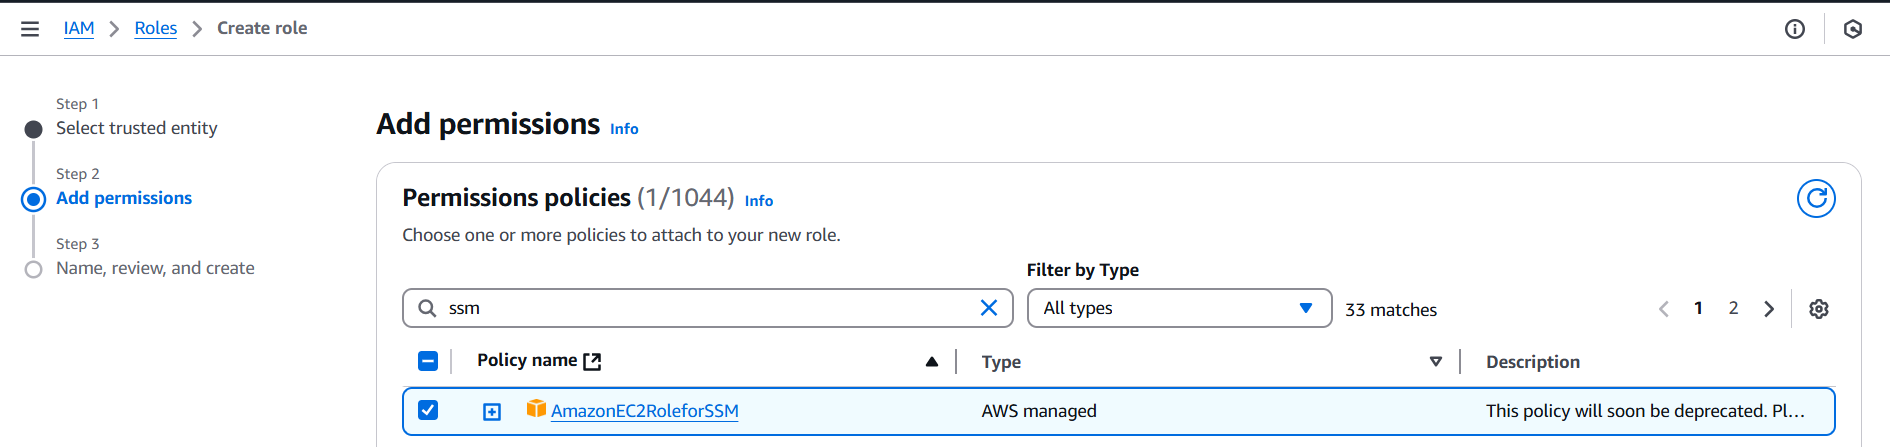 IAM > Roles > Create role
Step 1
Select trusted entity
Step 2
Add permissions
Step 3
Name, review, and create
Add permissions Info
Permissions policies (1/1044) Info
Choose one or more policies to attach to your new role.
Filter by Type
ssm All types 33 matches 1 2
Policy name Type Description
AmazonEC2RoleforSSM AWS managed This policy will soon be deprecated. Pl...